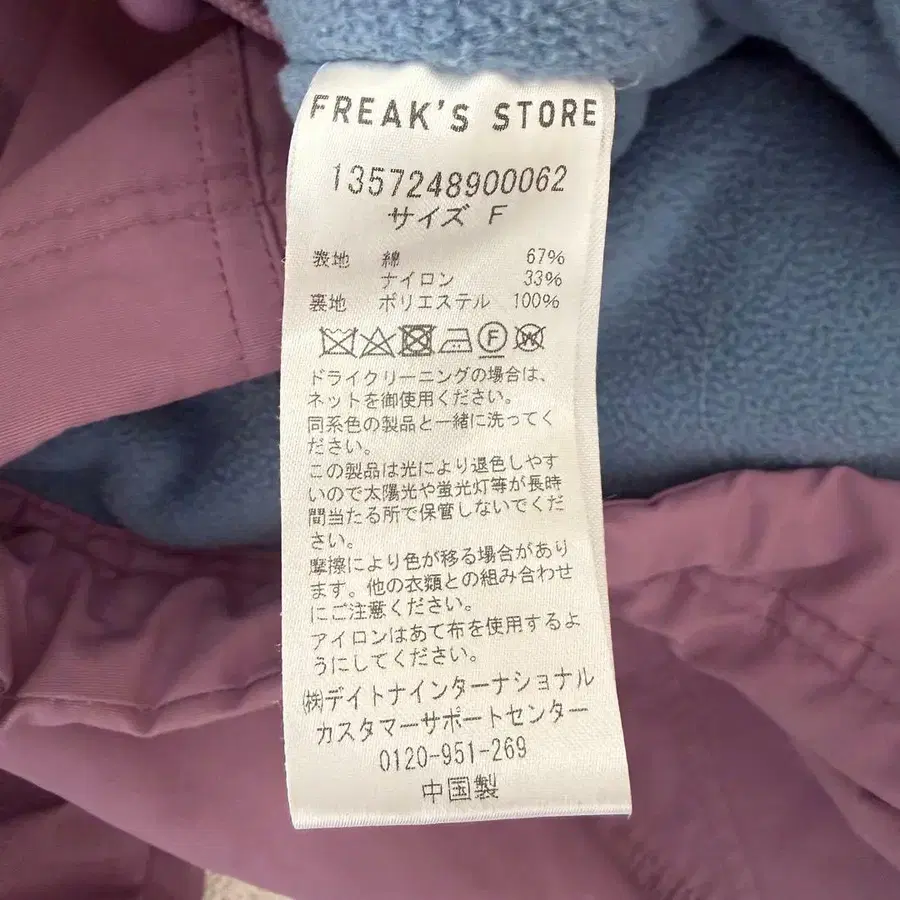 FREAK'S STORE
1357248900062
サイズ F
表地 綿 67%
ナイロン 33%
裏地 ポリエステル 100%
F W
ドライクリーニングの場合は、
ネットを御使用ください。
同系色の製品と一緒に洗ってく
ださい。
この製品は光により退色しやす
いので太陽光や蛍光灯等が長時
間当たる所で保管しないでくだ
さい。
摩擦により色が移る場合があり
ます。他の衣類との組み合わせ
にご注意ください。
アイロンはあて布を使用するよ
うにしてください。
㈱デイトナインターナショナル
カスタマーサポートセンター
0120-951-269
中国製